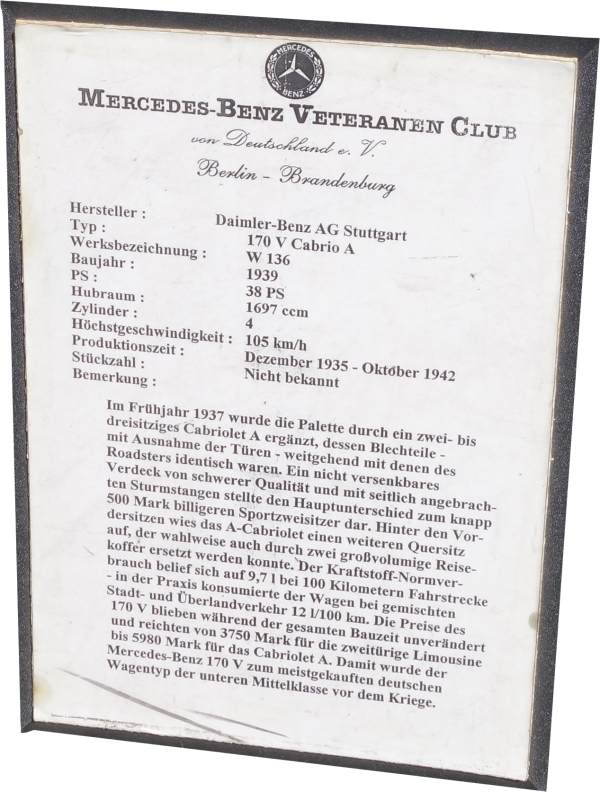 MERCEDES
BENZ
MERCEDES-BENZ VETERANEN CLUB
von Deutschland e. V.
Berlin - Brandenburg
Hersteller : Daimler-Benz AG Stuttgart
Typ : 170 V Cabrio A
Werksbezeichnung : W 136
Baujahr : 1939
PS : 38 PS
Hubraum : 1697 ccm
Zylinder : 4
Höchstgeschwindigkeit : 105 km/h
Produktionszeit : Dezember 1935 - Oktober 1942
Stückzahl : Nicht bekannt
Bemerkung :
Im Frühjahr 1937 wurde die Palette durch ein zwei- bis
dreisitziges Cabriolet A ergänzt, dessen Blechteile -
mit Ausnahme der Türen - weitgehend mit denen des
Roadsters identisch waren. Ein nicht versenkbares
Verdeck von schwerer Qualität und mit seitlich angebrach-
ten Sturmstangen stellte den Hauptunterschied zum knapp
500 Mark billigeren Sportzweisitzer dar. Hinter den Vor-
dersitzen wies das A-Cabriolet einen weiteren Quersitz
auf, der wahlweise auch durch zwei großvolumige Reise-
koffer ersetzt werden konnte. Der Kraftstoff-Normver-
brauch belief sich auf 9,7 l bei 100 Kilometern Fahrstrecke
- in der Praxis konsumierte der Wagen bei gemischten
Stadt- und Überlandverkehr 12 l/100 km. Die Preise des
170 V blieben während der gesamten Bauzeit unverändert
und reichten von 3750 Mark für die zweitürige Limousine
bis 5980 Mark für das Cabriolet A. Damit wurde der
Mercedes-Benz 170 V zum meistgekauften deutschen
Wagentyp der unteren Mittelklasse vor dem Kriege.